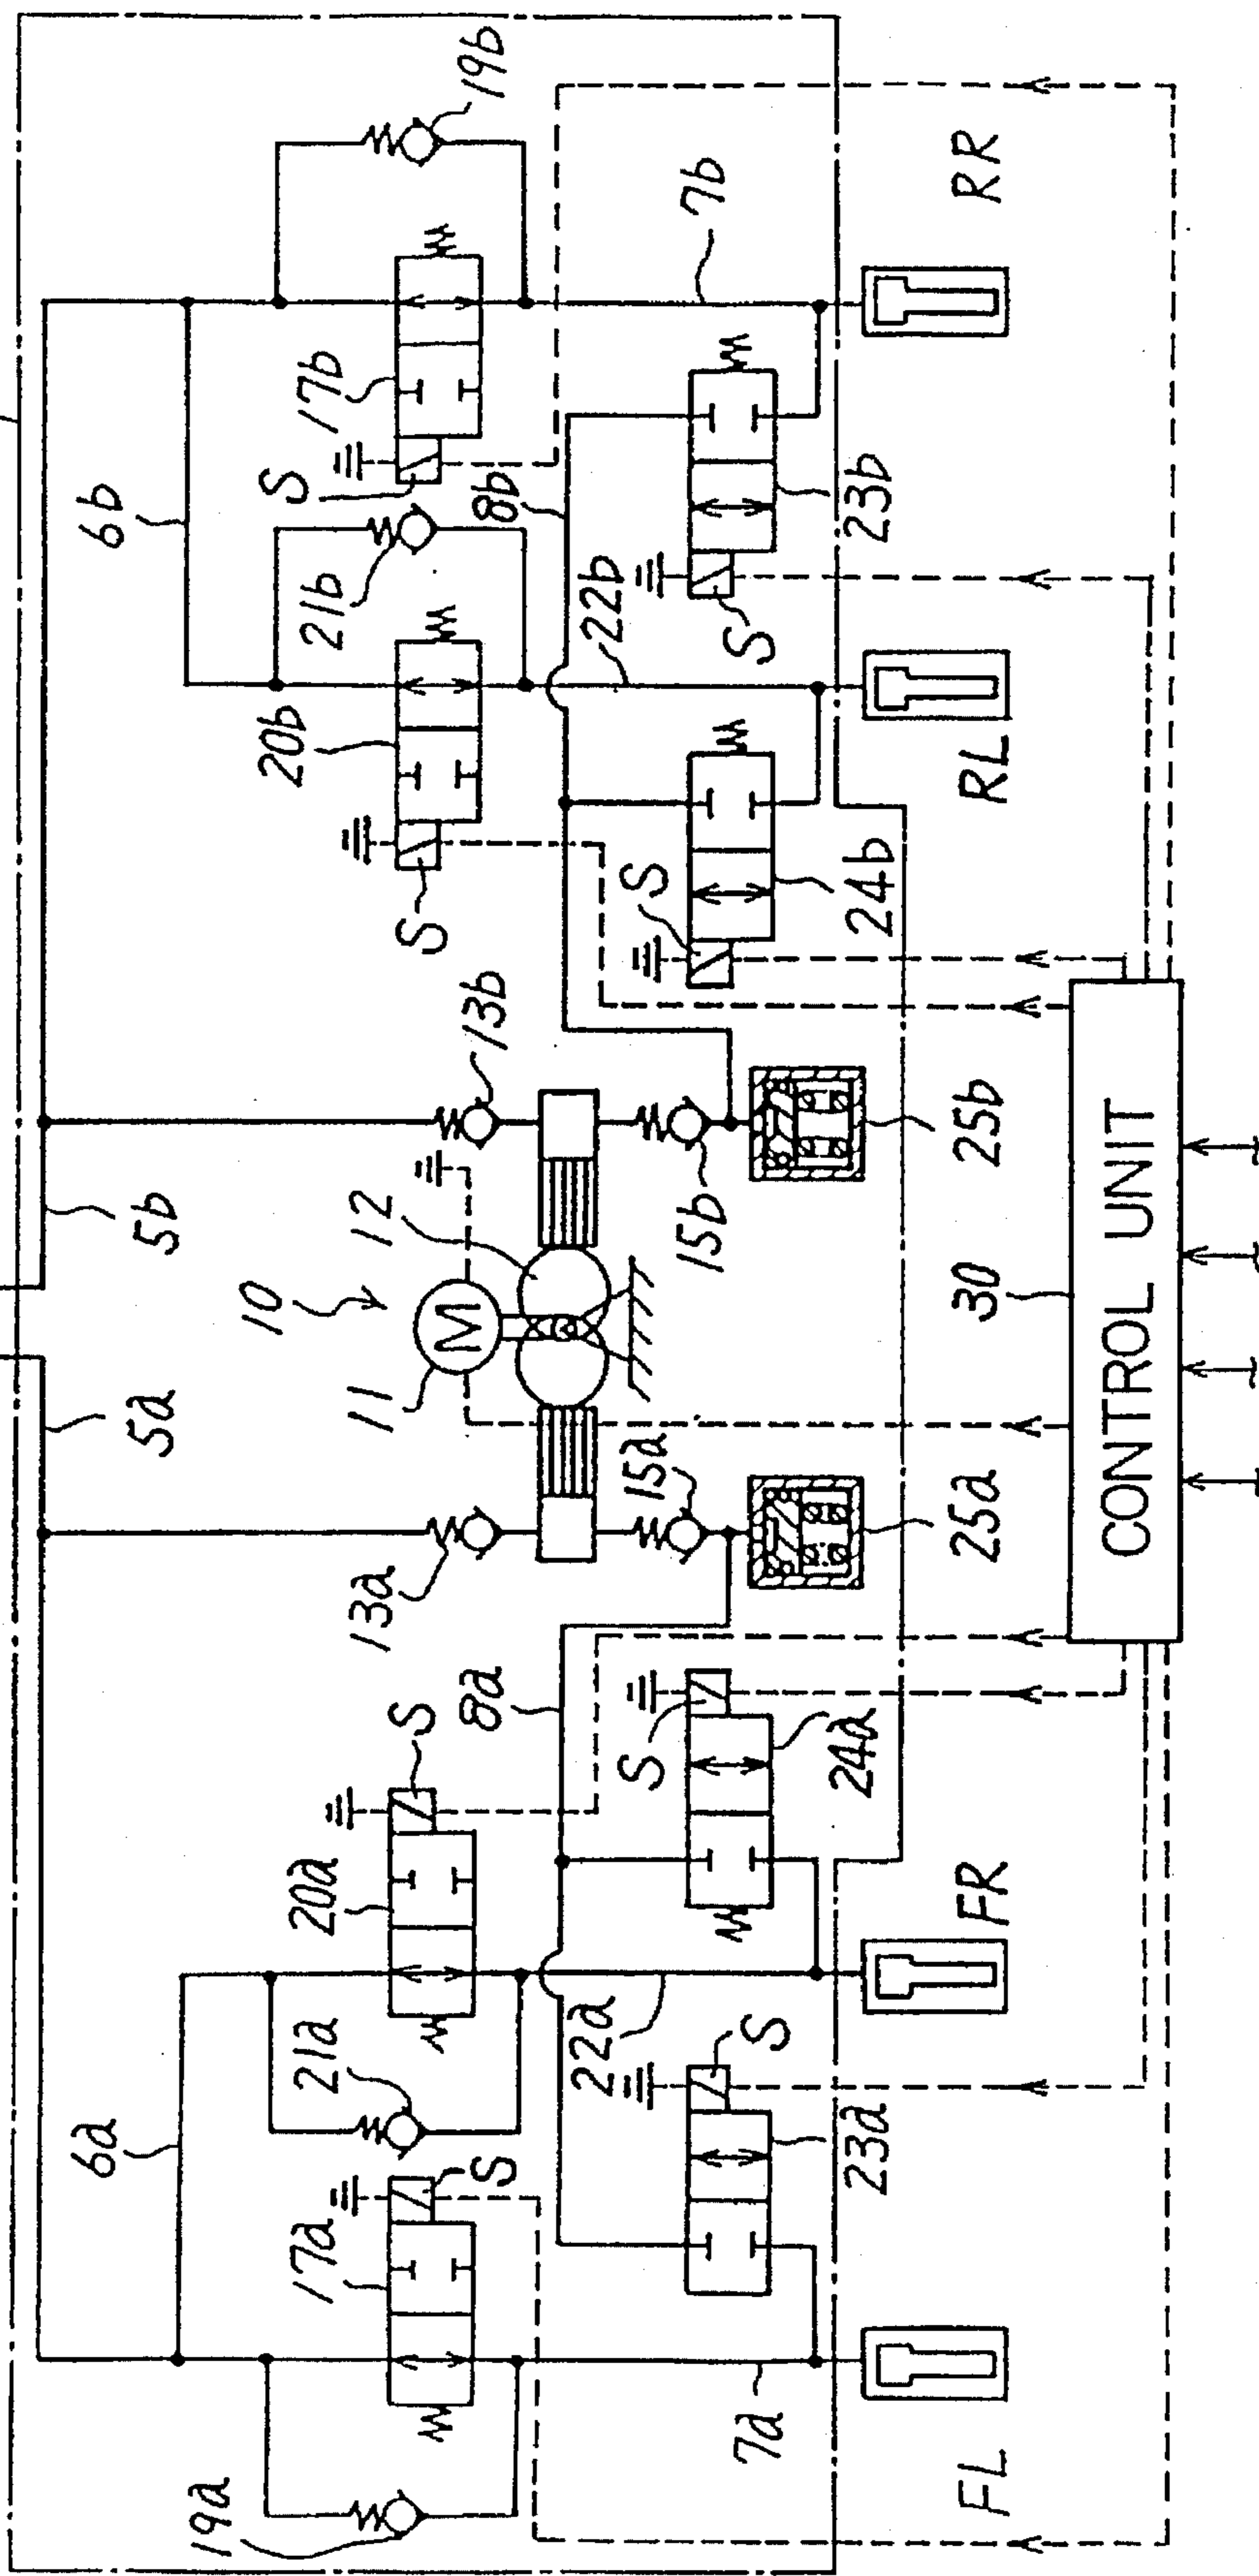 5a
5b
6a
6b
10
11
M
12
13a
13b
19a
17a
S
21a
20a
S
20b
S
21b
17b
S
19b
7a
23a
S
22a
8a
24a
S
15a
15b
24b
S
22b
8b
23b
S
7b
25a
25b
FL
FR
RL
RR
30
CONTROL UNIT